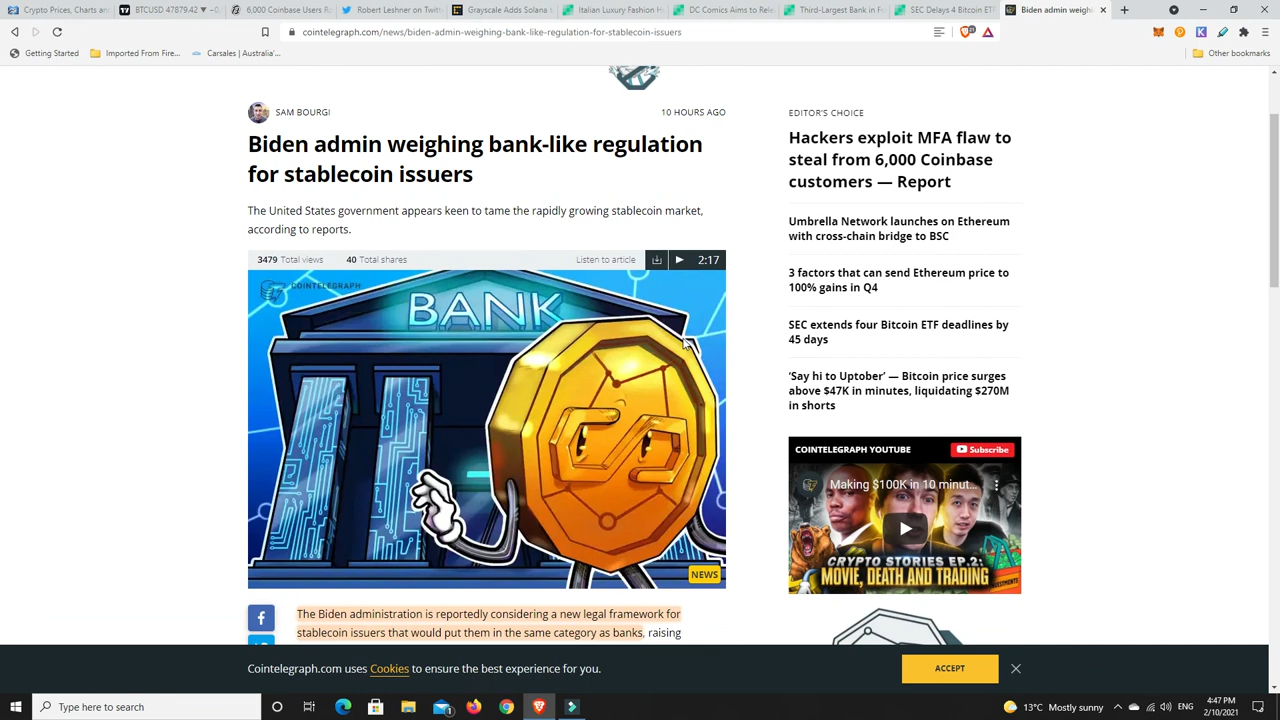 Crypto Prices, Charts and
BTCUSD 47879.42 ▼ −0
6,000 Coinbase Users Ro
Robert Leshner on Twitt
Grayscale Adds Solana
Italian Luxury Fashion H
DC Comics Aims to Rele
Third-Largest Bank in
SEC Delays 4 Bitcoin ETF
Biden admin weighi
cointelegraph.com/news/biden-admin-weighing-bank-like-regulation-for-stablecoin-issuers
Getting Started
Imported From Fire...
Carsales | Australia'...
Other bookmarks
SAM BOURGI
10 HOURS AGO
Biden admin weighing bank-like regulation
for stablecoin issuers
The United States government appears keen to tame the rapidly growing stablecoin market,
according to reports.
3479 Total views
40 Total shares
Listen to article
2:17
COINTELEGRAPH
BANK
NEWS
The Biden administration is reportedly considering a new legal framework for
stablecoin issuers that would put them in the same category as banks, raising
EDITOR'S CHOICE
Hackers exploit MFA flaw to
steal from 6,000 Coinbase
customers — Report
Umbrella Network launches on Ethereum
with cross-chain bridge to BSC
3 factors that can send Ethereum price to
100% gains in Q4
SEC extends four Bitcoin ETF deadlines by
45 days
‘Say hi to Uptober’ — Bitcoin price surges
above $47K in minutes, liquidating $270M
in shorts
COINTELEGRAPH YOUTUBE
Subscribe
Making $100K in 10 minut...
CRYPTO STORIES EP.2:
MOVIE, DEATH AND TRADING
Cointelegraph.com uses Cookies to ensure the best experience for you.
ACCEPT
Type here to search
13°C Mostly sunny
ENG
4:47 PM
2/10/2021